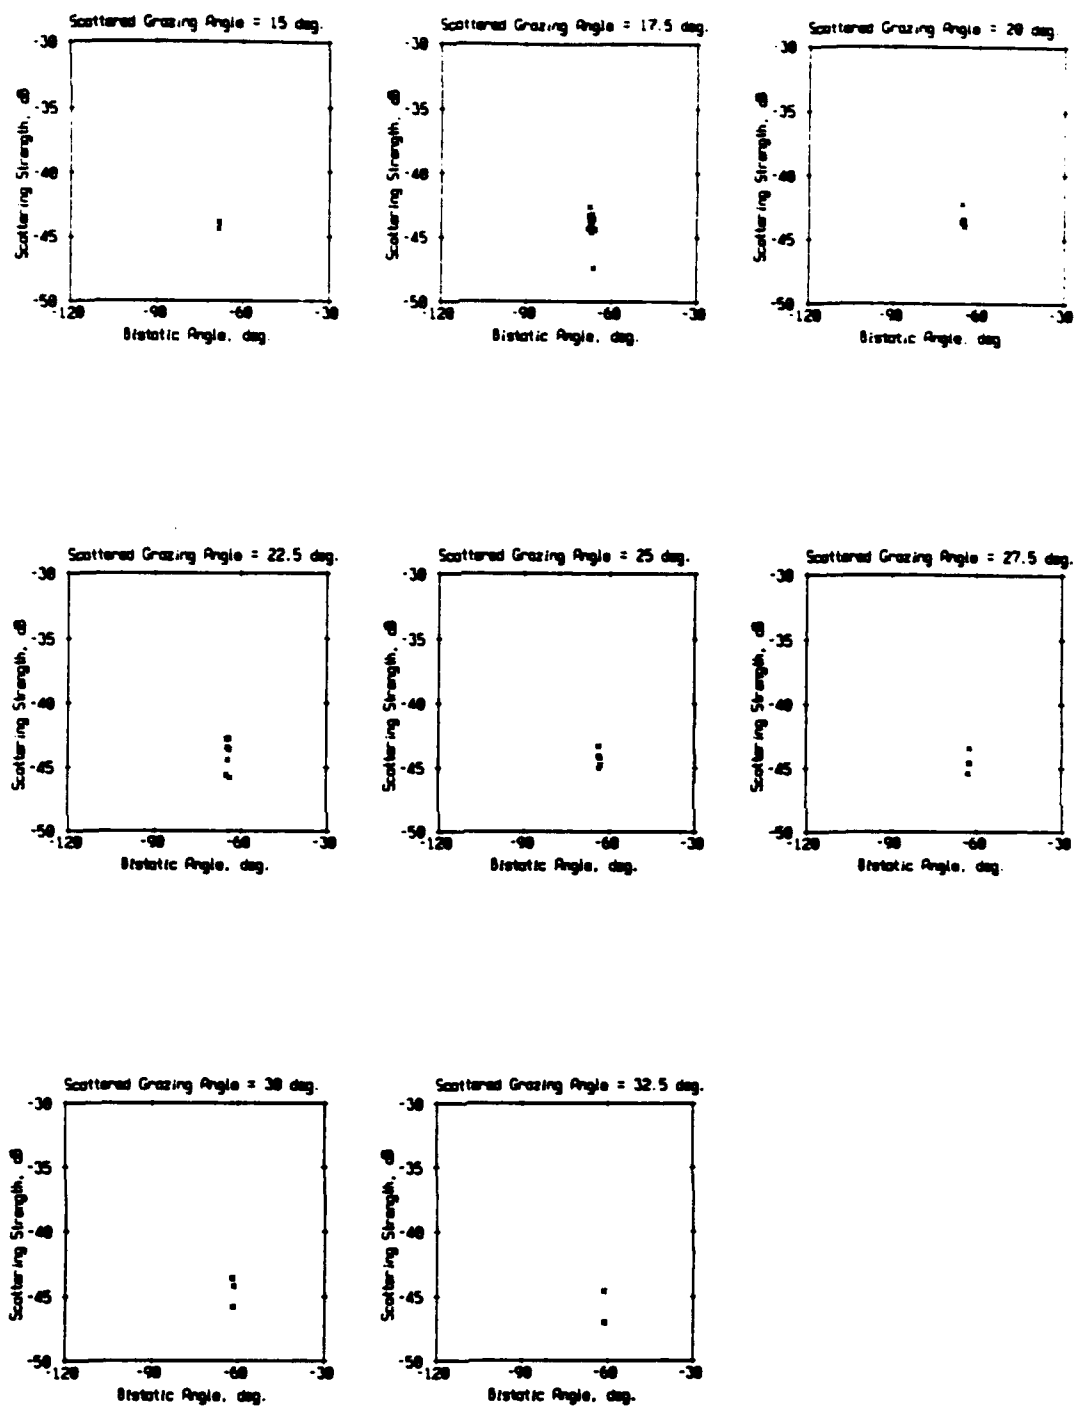 Scattered Grazing Angle = 15 deg.
-30
-35
-40
-45
-50
Scattering Strength, dB
-120 -90 -60 -30
Bistatic Angle, deg.
Scattered Grazing Angle = 17.5 deg.
-30
-35
-40
-45
-50
Scattering Strength, dB
-120 -90 -60 -30
Bistatic Angle, deg.
Scattered Grazing Angle = 20 deg.
-30
-35
-40
-45
-50
Scattering Strength, dB
-120 -90 -60 -30
Bistatic Angle, deg
Scattered Grazing Angle = 22.5 deg.
-30
-35
-40
-45
-50
Scattering Strength, dB
-120 -90 -60 -30
Bistatic Angle, deg.
Scattered Grazing Angle = 25 deg.
-30
-35
-40
-45
-50
Scattering Strength, dB
-120 -90 -60 -30
Bistatic Angle, deg.
Scattered Grazing Angle = 27.5 deg.
-30
-35
-40
-45
-50
Scattering Strength, dB
-120 -90 -60 -30
Bistatic Angle, deg.
Scattered Grazing Angle = 30 deg.
-30
-35
-40
-45
-50
Scattering Strength, dB
-120 -90 -60 -30
Bistatic Angle, deg.
Scattered Grazing Angle = 32.5 deg.
-30
-35
-40
-45
-50
Scattering Strength, dB
-120 -90 -60 -30
Bistatic Angle, deg.